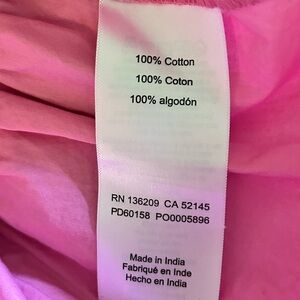 100% Cotton
100% Coton
100% algodón
RN 136209 CA 52145
PD60158 PO0005896
Made in India
Fabriqué en Inde
Hecho en India